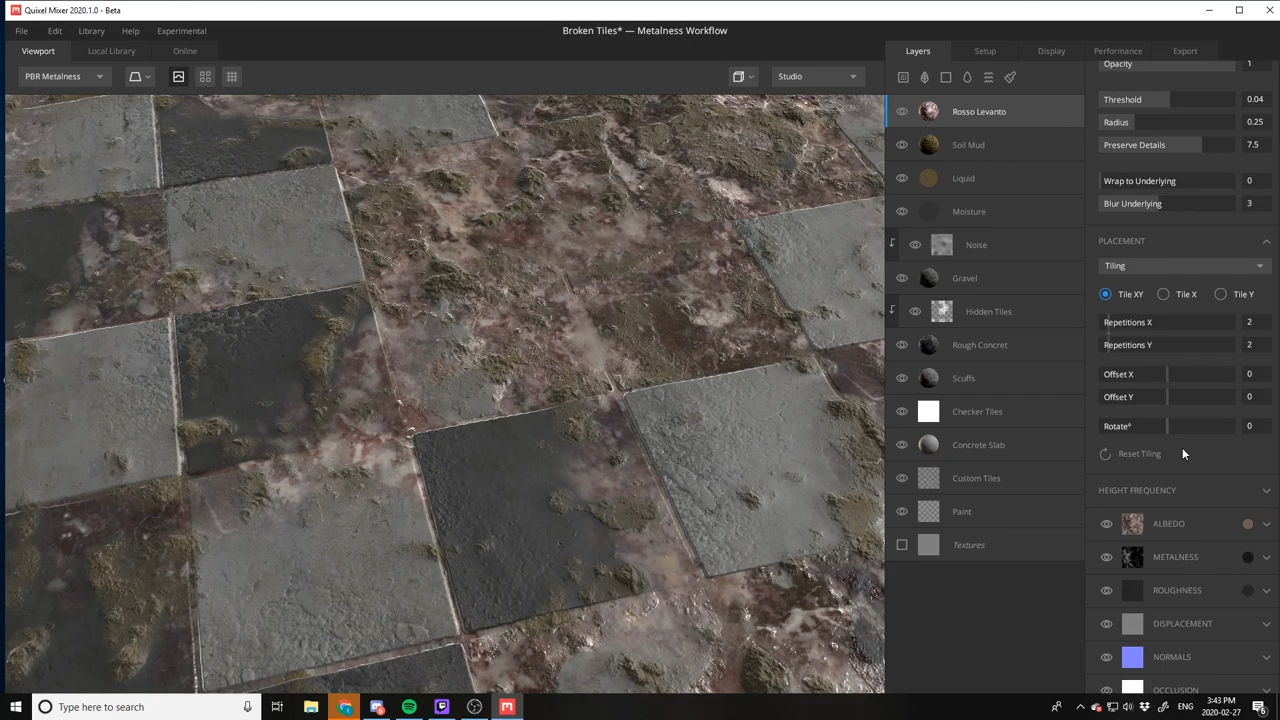 Quixel Mixer 2020.1.0 - Beta
File Edit Library Help Experimental
Broken Tiles* — Metalness Workflow
Viewport Local Library Online
Layers Setup Display Performance Export
PBR Metalness
Studio
Opacity 1
Threshold 0.04
Radius 0.25
Preserve Details 7.5
Wrap to Underlying 0
Blur Underlying 3
PLACEMENT
Tiling
Tile XY Tile X Tile Y
Repetitions X 2
Repetitions Y 2
Offset X 0
Offset Y 0
Rotate° 0
Reset Tiling
HEIGHT FREQUENCY
ALBEDO
METALNESS
ROUGHNESS
DISPLACEMENT
NORMALS
OCCLUSION
Rosso Levanto
Soil Mud
Liquid
Moisture
Noise
Gravel
Hidden Tiles
Rough Concret
Scuffs
Checker Tiles
Concrete Slab
Custom Tiles
Paint
Textures
Type here to search
ENG
3:43 PM
2020-02-27
6